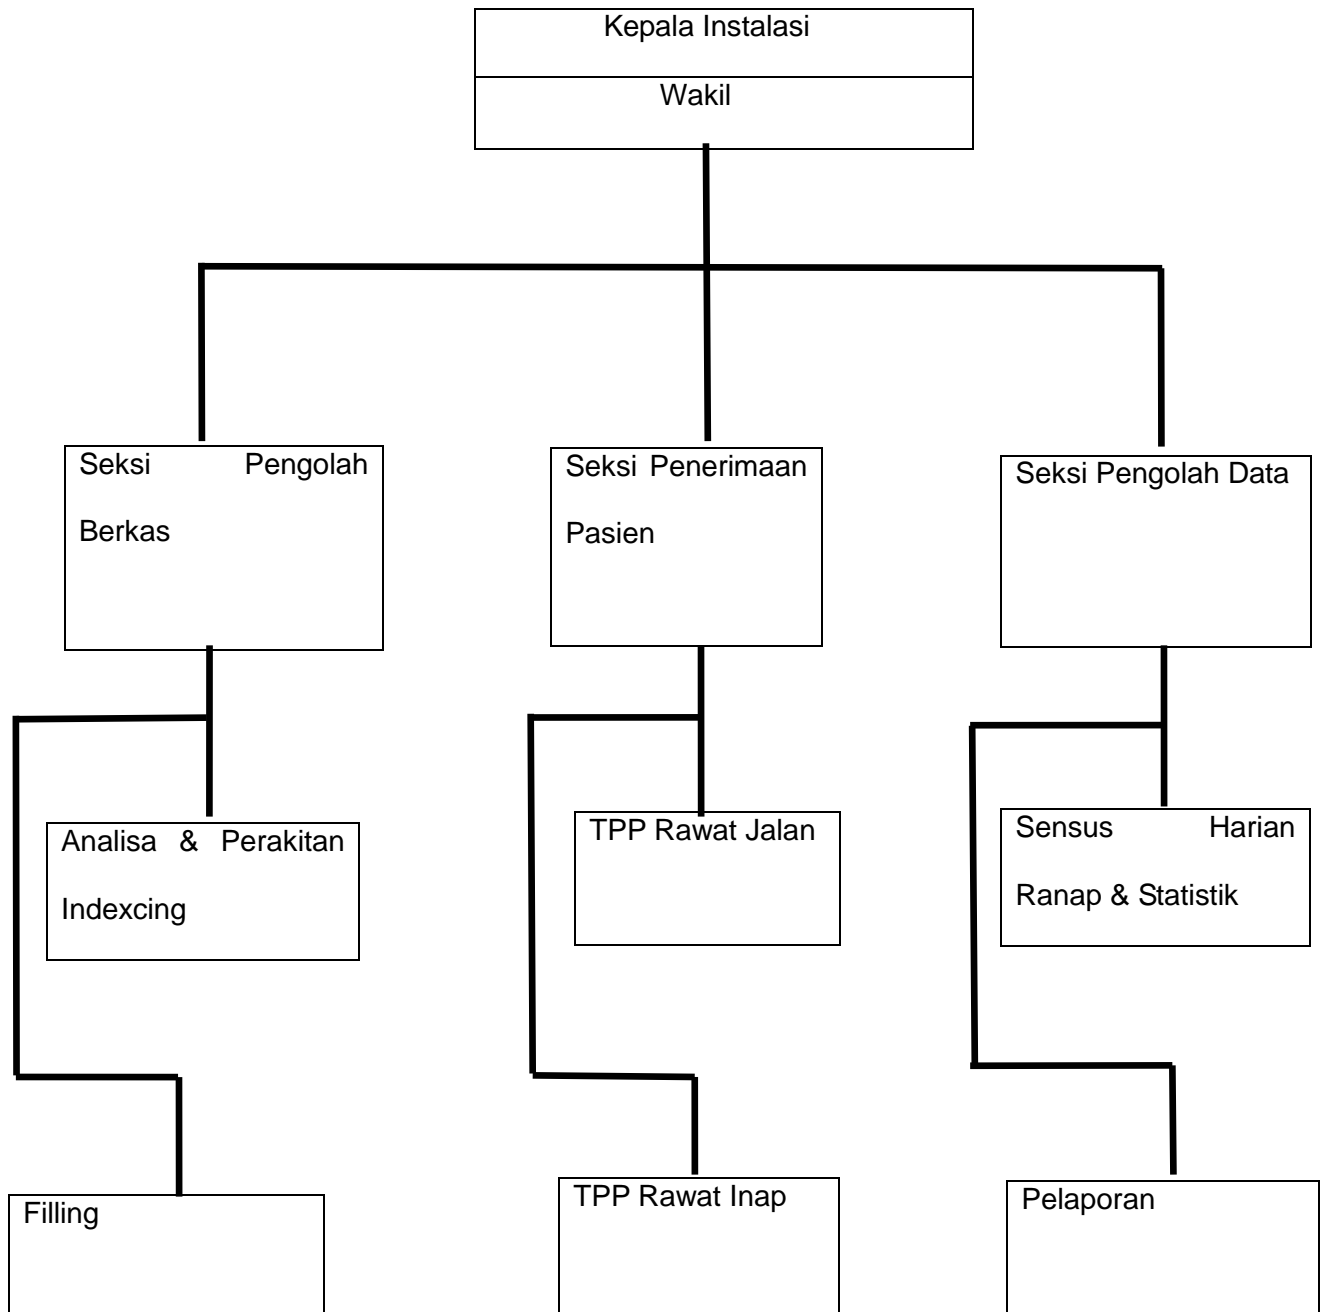 Kepala Instalasi
Wakil
Seksi Pengolah
Berkas
Seksi Penerimaan
Pasien
Seksi Pengolah Data
Analisa & Perakitan
Indexcing
TPP Rawat Jalan
Sensus Harian
Ranap & Statistik
Filling
TPP Rawat Inap
Pelaporan